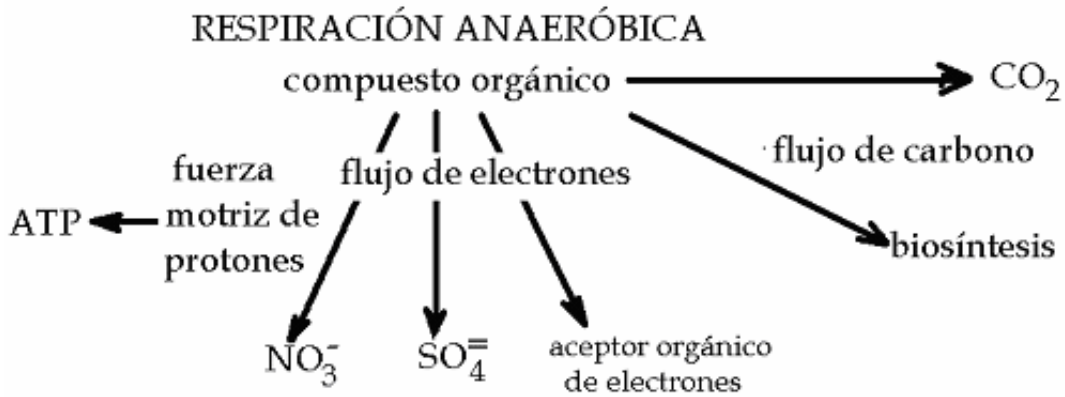 RESPIRACIÓN ANAERÓBICA
compuesto orgánico
CO₂
flujo de carbono
flujo de electrones
fuerza
motriz de
protones
ATP
biosíntesis
NO₃⁻
SO₄⁼
aceptor orgánico
de electrones